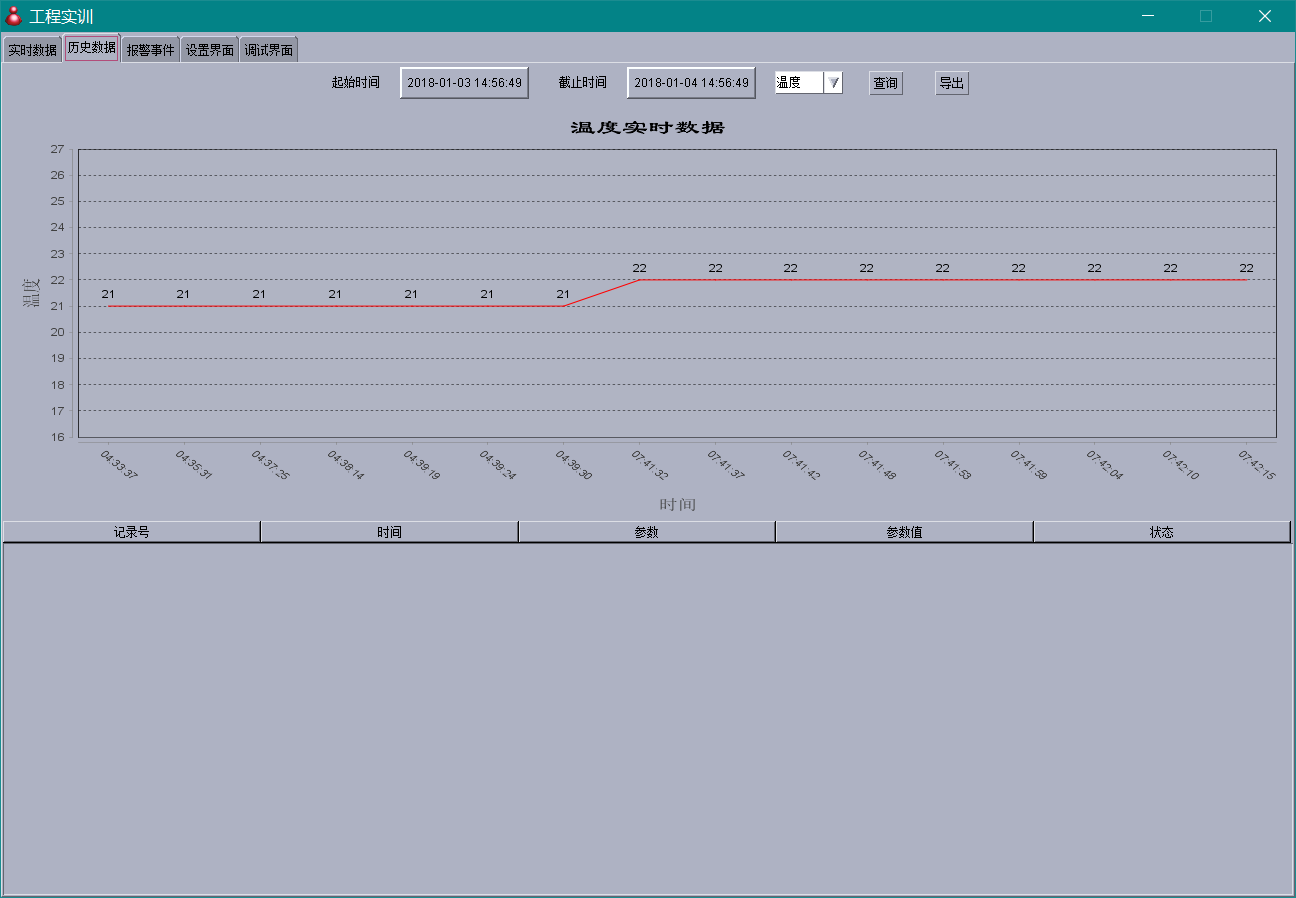 工程实训
实时数据 历史数据 报警事件 设置界面 调试界面
起始时间 2018-01-03 14:56:49 截止时间 2018-01-04 14:56:49 温度 查询 导出
温度实时数据
27
26
25
24
23
22
21
20
19
18
17
16
温度
21 21 21 21 21 21 21 22 22 22 22 22 22 22 22 22
04:33:37 04:35:31 04:37:25 04:38:14 04:39:19 04:39:24 04:39:30 07:41:32 07:41:37 07:41:42 07:41:48 07:41:53 07:41:59 07:42:04 07:42:10 07:42:15
时间
记录号 时间 参数 参数值 状态